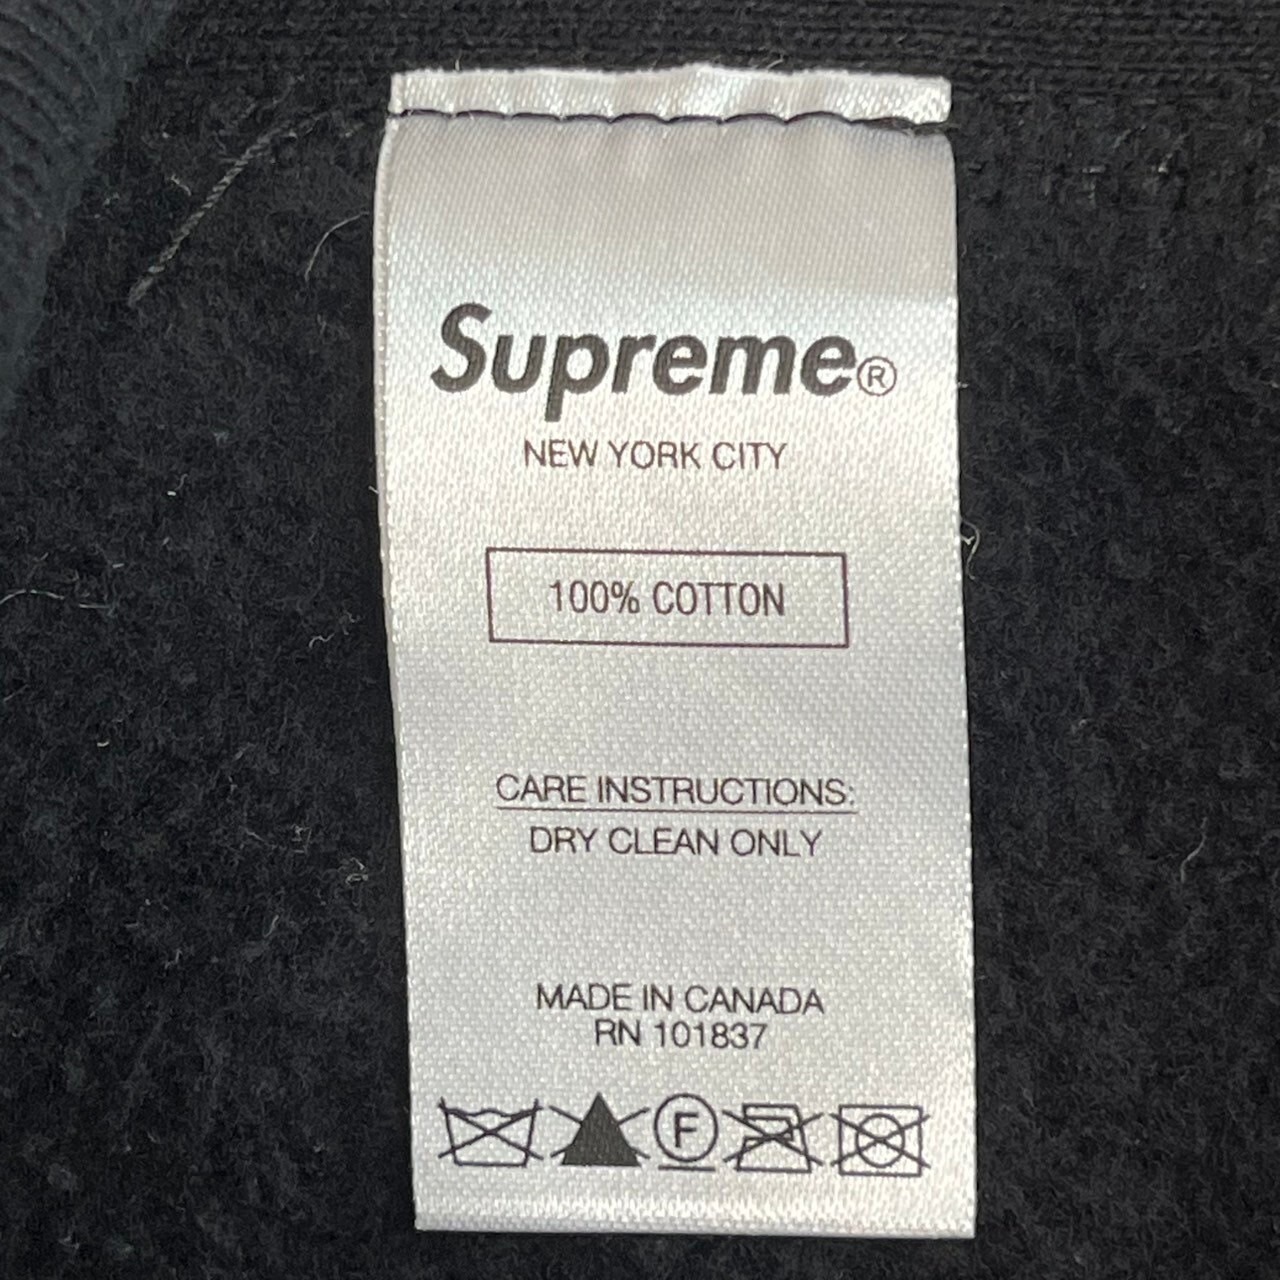 Supreme®
NEW YORK CITY
100% COTTON
CARE INSTRUCTIONS:
DRY CLEAN ONLY
MADE IN CANADA
RN 101837
F